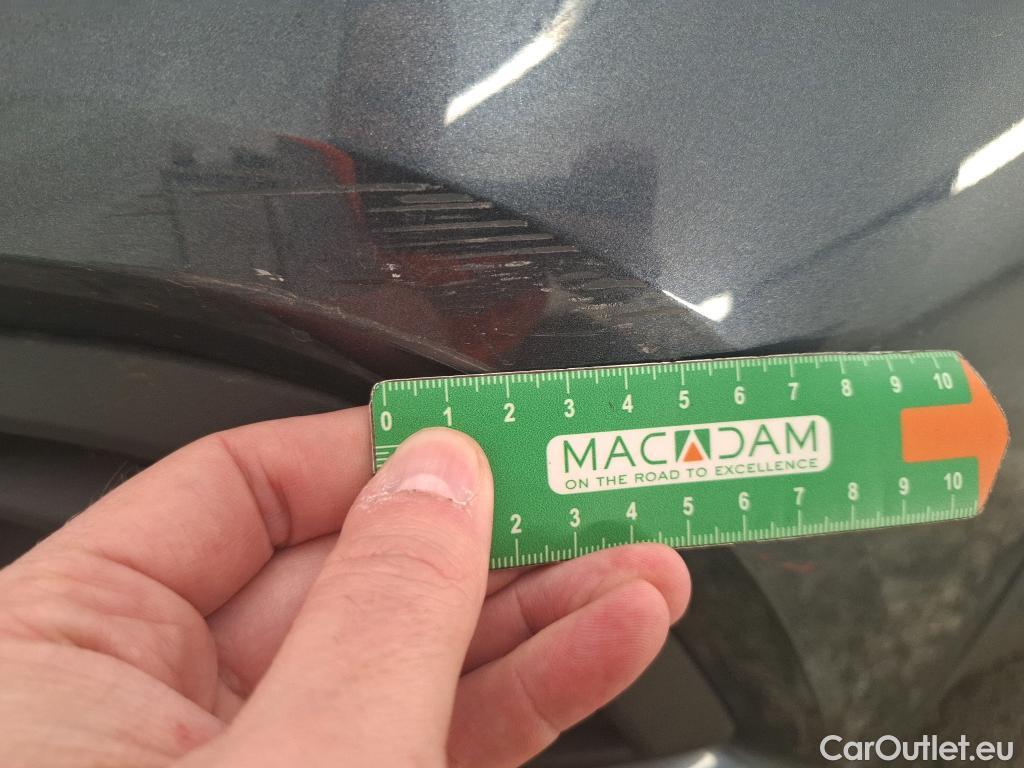 0 1 2 3 4 5 6 7 8 9 10
MACADAM
ON THE ROAD TO EXCELLENCE
2 3 4 5 6 7 8 9 10
CarOutlet.eu